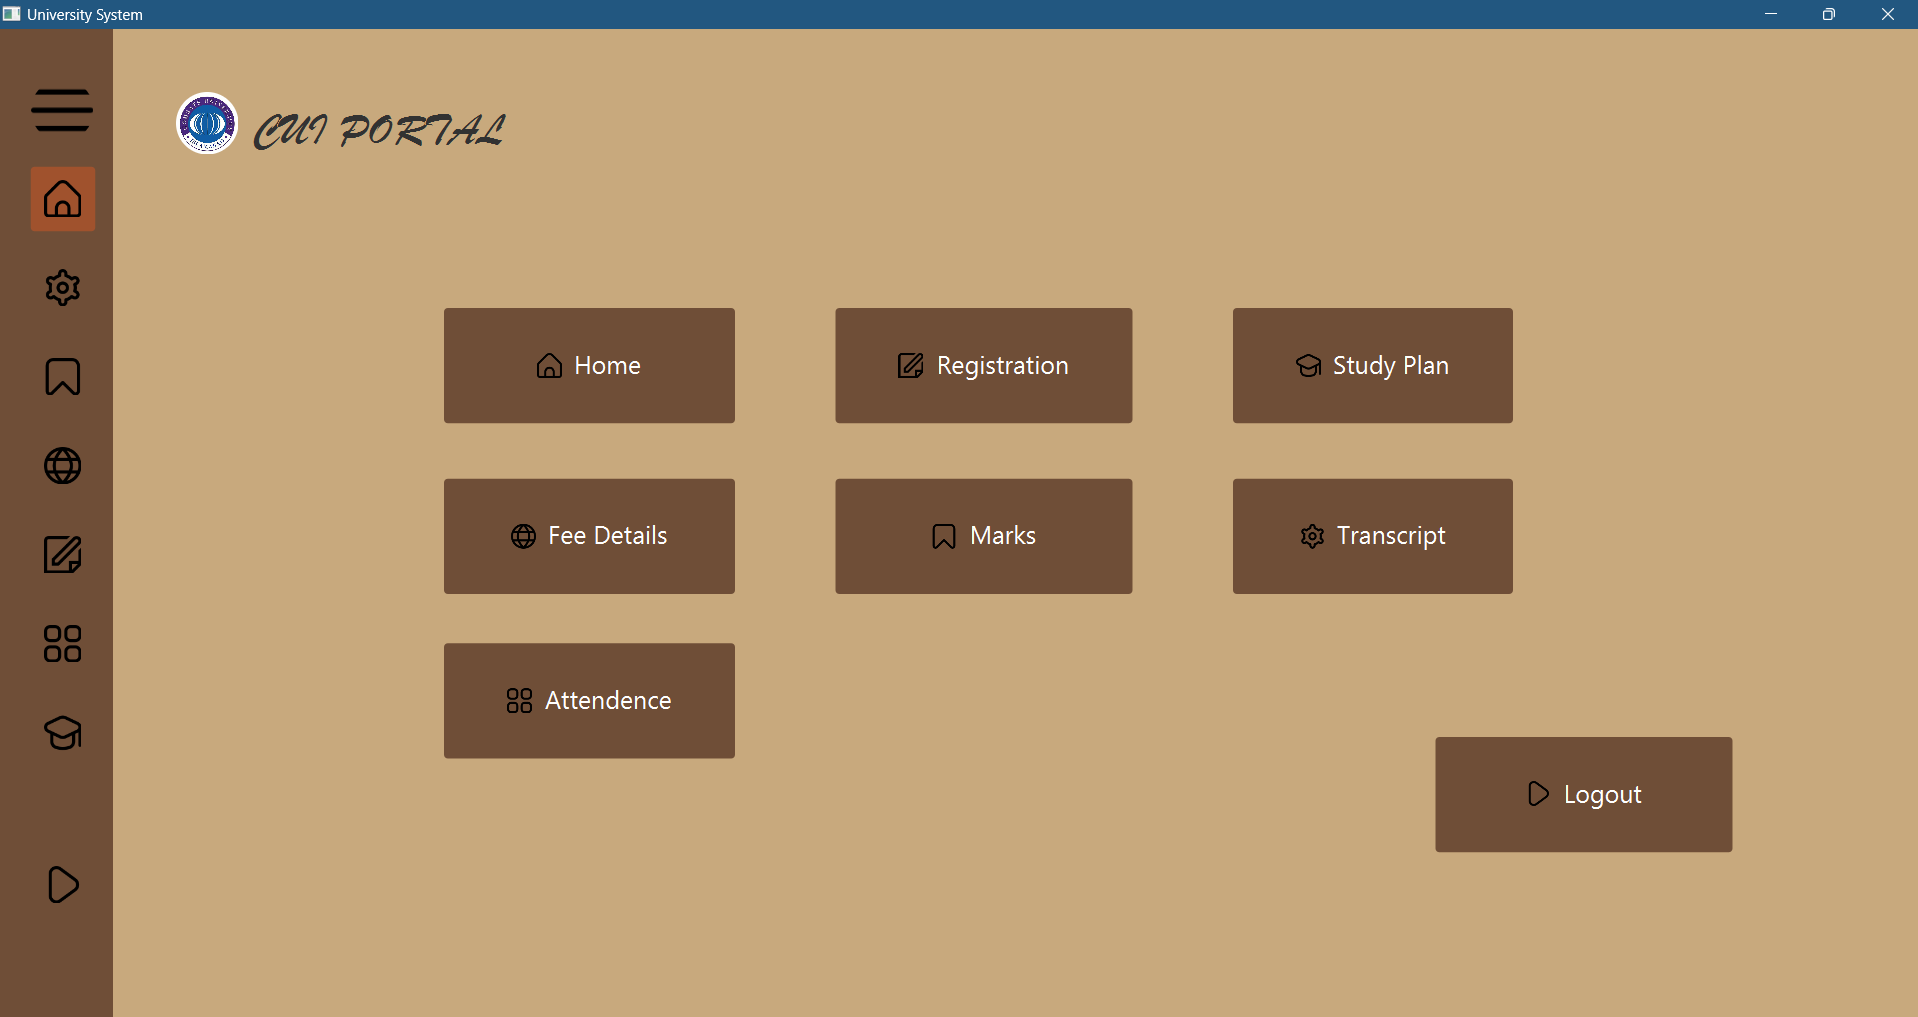 University System
CUI PORTAL
Home
Registration
Study Plan
Fee Details
Marks
Transcript
Attendence
Logout